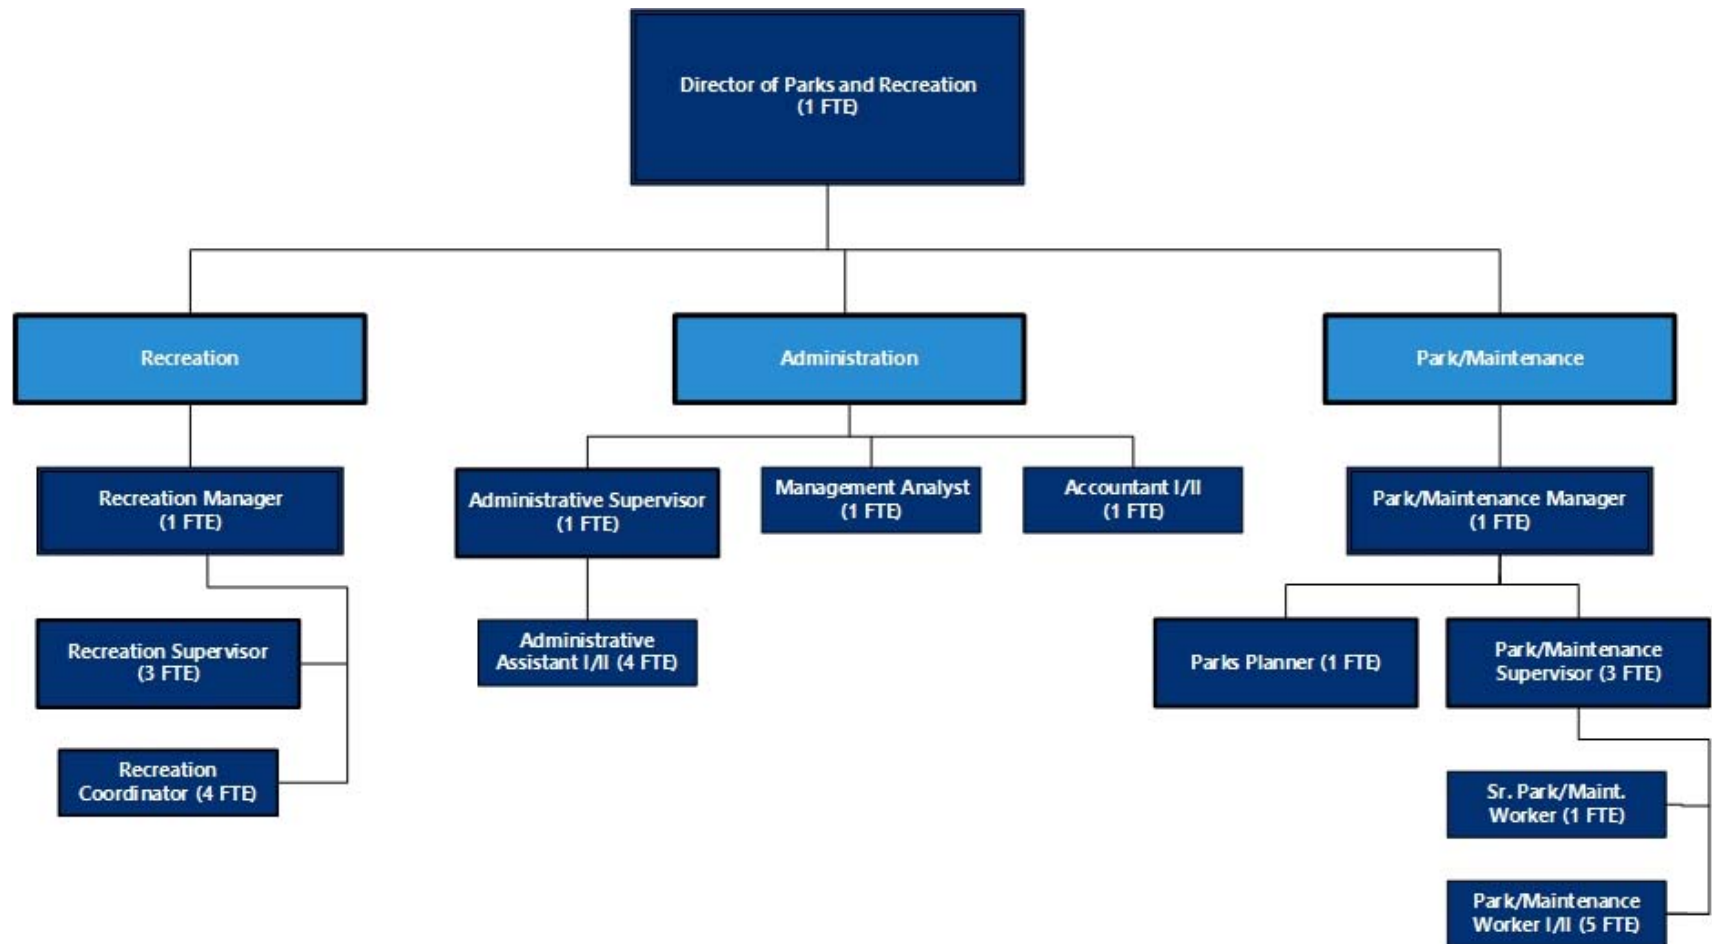 Director of Parks and Recreation
(1 FTE)
Recreation
Administration
Park/Maintenance
Recreation Manager
(1 FTE)
Administrative Supervisor
(1 FTE)
Management Analyst
(1 FTE)
Accountant I/II
(1 FTE)
Park/Maintenance Manager
(1 FTE)
Recreation Supervisor
(3 FTE)
Administrative
Assistant I/II (4 FTE)
Parks Planner (1 FTE)
Park/Maintenance
Supervisor (3 FTE)
Recreation
Coordinator (4 FTE)
Sr. Park/Maint.
Worker (1 FTE)
Park/Maintenance
Worker I/II (5 FTE)